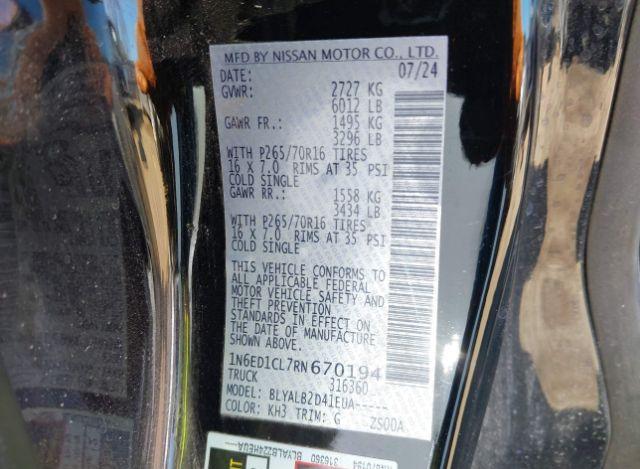 MFD BY NISSAN MOTOR CO., LTD.
DATE: 07/24
GVWR: 2727 KG
6012 LB
GAWR FR.: 1495 KG
3296 LB
WITH P265/70R16 TIRES
16 X 7.0 RIMS AT 35 PSI
COLD SINGLE
GAWR RR.: 1558 KG
3434 LB
WITH P265/70R16 TIRES
16 X 7.0 RIMS AT 35 PSI
COLD SINGLE
THIS VEHICLE CONFORMS TO
ALL APPLICABLE FEDERAL
MOTOR VEHICLE SAFETY AND
THEFT PREVENTION
STANDARDS IN EFFECT ON
THE DATE OF MANUFACTURE
SHOWN ABOVE.
1N6ED1CL7RN670194
TRUCK 316360
MODEL: BLYALB2D41EUA-----
COLOR: KH3 TRIM: G ZS00A